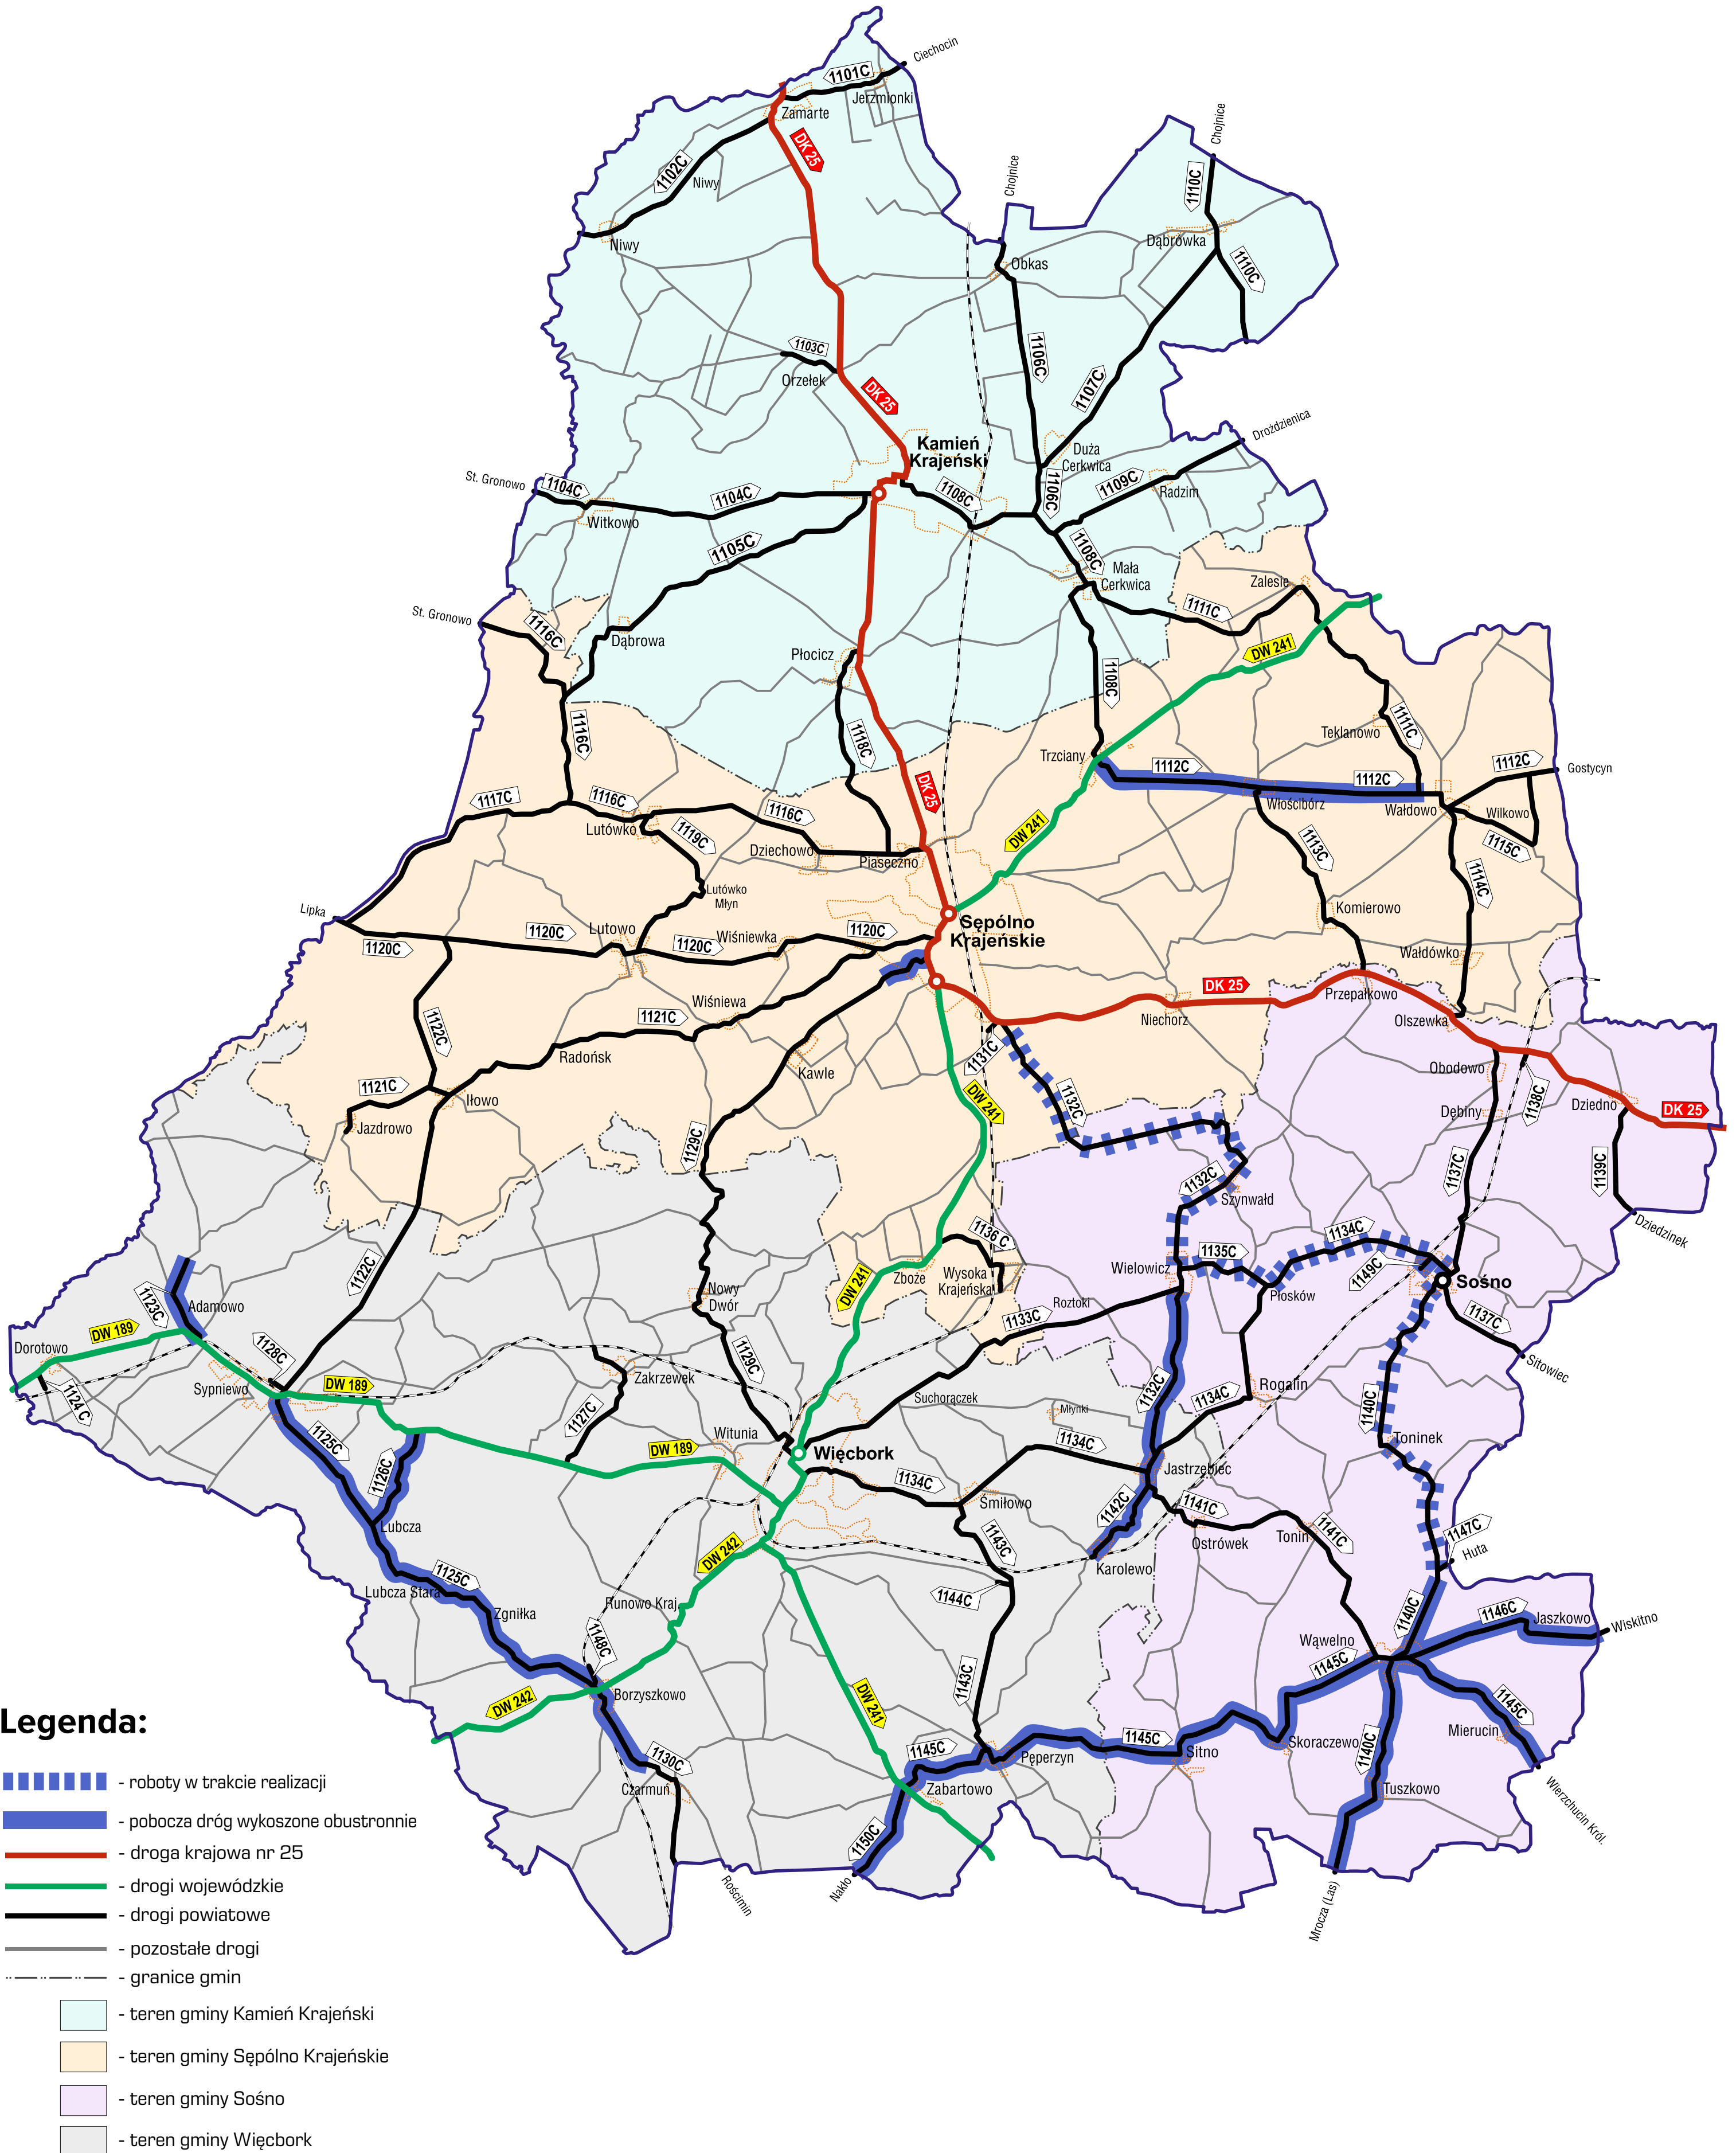 Ciechocin
1101C
Jerzmionki
Zamarte
DK 25
1102C
Niwy
Niwy
Chojnice
Chojnice
1110C
Dąbrówka
1110C
Obkas
1103C
Orzełek
1106C
1107C
DK 25
Kamień
Krajeński
Duża
Cerkwica
Drożdzienica
St. Gronowo
1104C
1104C
1108C
1106C
1109C
Radzim
Witkowo
1105C
1108C
Mała
Cerkwica
Zalesie
St. Gronowo
1116C
Dąbrowa
1111C
DW 241
Płocicz
1108C
1116C
1118C
Teklanowo
1111C
Trzciany
1112C
1112C
1112C
Gostycyn
DK 25
1117C
1116C
1116C
Włościbórz
Wałdowo
Wilkowo
Lutówko
1119C
DW 241
1113C
1115C
Dziechowo
Piaseczno
1114C
Lutówko
Młyn
Lipka
Komierowo
Sepólno
Krajeńskie
1120C
1120C
Lutowo
1120C
Wiśniewka
1120C
Wałdówko
DK 25
Przepałkowo
Wiśniewa
1121C
Niechorz
Olszewka
1122C
Radońsk
1131C
Kawle
Obodowo
1121C
Iłowo
DW 241
1132C
Dębiny
1138C
Dziedno
DK 25
Jazdrowo
1129C
1137C
1139C
1132C
Szynwałd
Dziedzinek
1136 C
1134C
1122C
Zboże
Wysoka
Krajeńska
Wielowicz
1135C
1149C
Sośno
1123C
Adamowo
DW 241
Nowy
Dwór
Roztoki
1133C
Płosków
1137C
Dorotowo
DW 189
1128C
1129C
Sitowiec
Sypniewo
DW 189
Zakrzewek
1132C
Rogalin
1124 C
Suchorączek
Młynki
1134C
1140C
1127C
1125C
Witunia
DW 189
Więcbork
1134C
Toninek
1126C
1134C
Jastrzębiec
Śmiłowo
1142C
1141C
Lubcza
1143C
Ostrówek
Tonin
1141C
1147C
Huta
DW 242
Karolewo
1125C
Lubcza Stara
1144C
Zgniłka
Runowo Kraj.
1140C
1146C
Jaszkowo
Wiskitno
1148C
Wąwelno
1145C
1143C
Borzyszkowo
DW 242
DW 241
1145C
Mierucin
1145C
1145C
Sitno
Skoraczewo
1140C
1130C
Pęperzyn
Czarmuń
Zabartowo
Tuszkowo
Wierzchucin Król.
1150C
Nakło
Rościmin
Mrocza (Las)
Legenda:
- roboty w trakcie realizacji
- pobocza dróg wykoszone obustronnie
- droga krajowa nr 25
- drogi wojewódzkie
- drogi powiatowe
- pozostałe drogi
- granice gmin
- teren gminy Kamień Krajeński
- teren gminy Sępólno Krajeńskie
- teren gminy Sośno
- teren gminy Więcbork